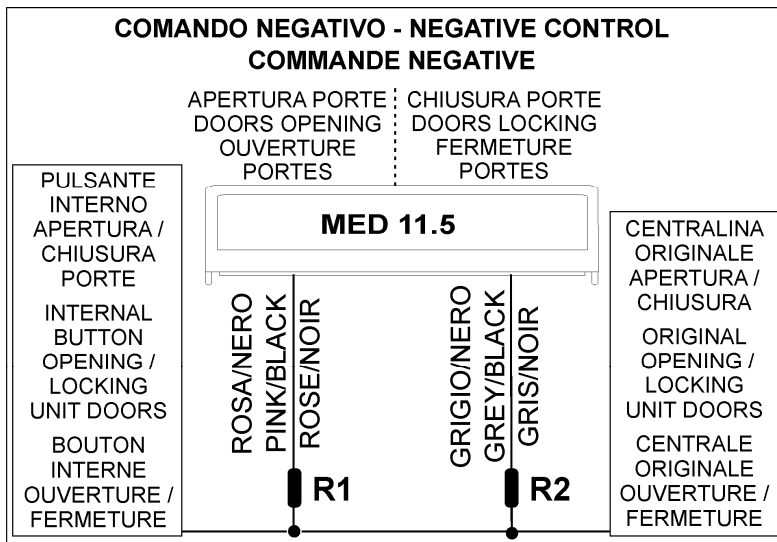 COMANDO NEGATIVO - NEGATIVE CONTROL
COMMANDE NEGATIVE
APERTURA PORTE
DOORS OPENING
OUVERTURE
PORTES
CHIUSURA PORTE
DOORS LOCKING
FERMETURE
PORTES
PULSANTE
INTERNO
APERTURA /
CHIUSURA
PORTE
INTERNAL
BUTTON
OPENING /
LOCKING
UNIT DOORS
BOUTON
INTERNE
OUVERTURE /
FERMETURE
MED 11.5
ROSA/NERO
PINK/BLACK
ROSE/NOIR
R1
GRIGIO/NERO
GREY/BLACK
GRIS/NOIR
R2
CENTRALINA
ORIGINALE
APERTURA /
CHIUSURA
ORIGINAL
OPENING /
LOCKING
UNIT DOORS
CENTRALE
ORIGINALE
OUVERTURE /
FERMETURE